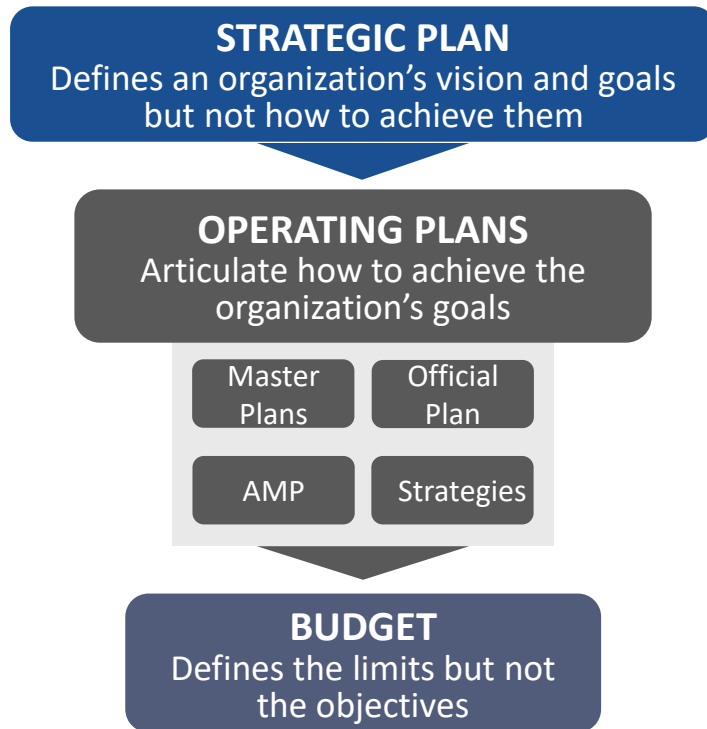 STRATEGIC PLAN
Defines an organization’s vision and goals
but not how to achieve them
OPERATING PLANS
Articulate how to achieve the
organization’s goals
Master
Plans
Official
Plan
AMP
Strategies
BUDGET
Defines the limits but not
the objectives